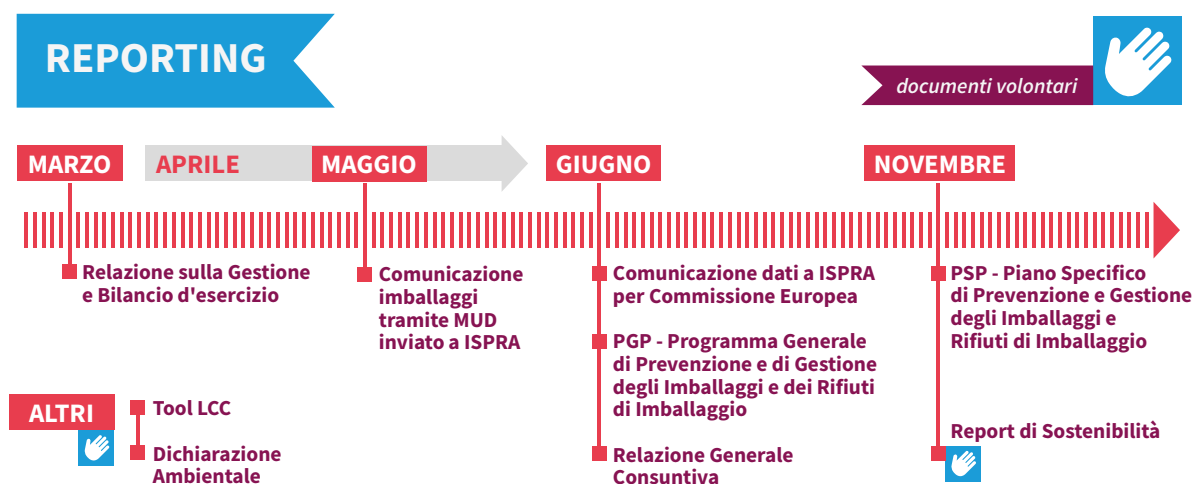 REPORTING
documenti volontari
MARZO
APRILE
MAGGIO
GIUGNO
NOVEMBRE
Relazione sulla Gestione
e Bilancio d'esercizio
Comunicazione
imballaggi
tramite MUD
inviato a ISPRA
Comunicazione dati a ISPRA
per Commissione Europea
PGP - Programma Generale
di Prevenzione e di Gestione
degli Imballaggi e dei Rifiuti
di Imballaggio
Relazione Generale
Consuntiva
PSP - Piano Specifico
di Prevenzione e Gestione
degli Imballaggi e
Rifiuti di Imballaggio
Report di Sostenibilità
ALTRI
Tool LCC
Dichiarazione
Ambientale